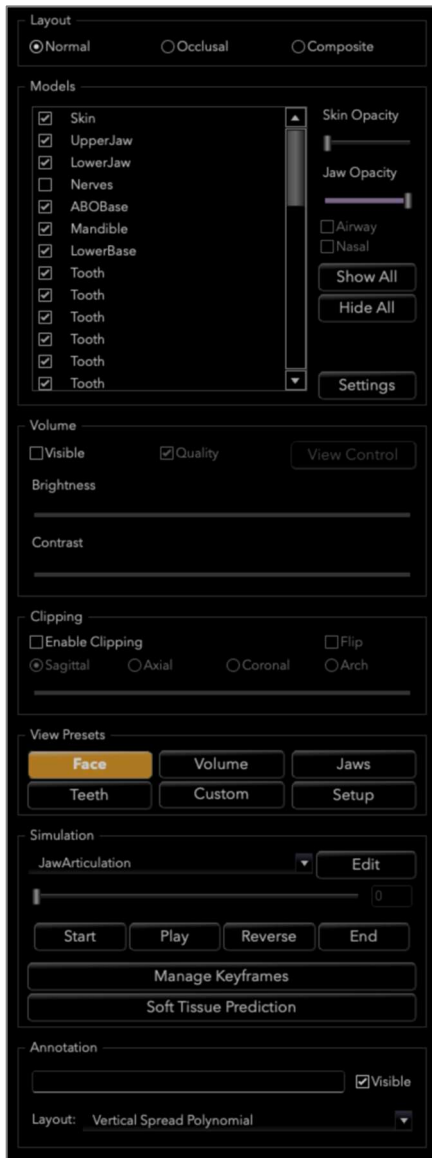 Layout
Normal Occlusal Composite
Models
Skin
UpperJaw
LowerJaw
Nerves
ABOBase
Mandible
LowerBase
Tooth
Tooth
Tooth
Tooth
Tooth
Tooth
Skin Opacity
Jaw Opacity
Airway
Nasal
Show All
Hide All
Settings
Volume
Visible Quality View Control
Brightness
Contrast
Clipping
Enable Clipping Flip
Sagittal Axial Coronal Arch
View Presets
Face Volume Jaws
Teeth Custom Setup
Simulation
JawArticulation Edit
0
Start Play Reverse End
Manage Keyframes
Soft Tissue Prediction
Annotation
Visible
Layout: Vertical Spread Polynomial